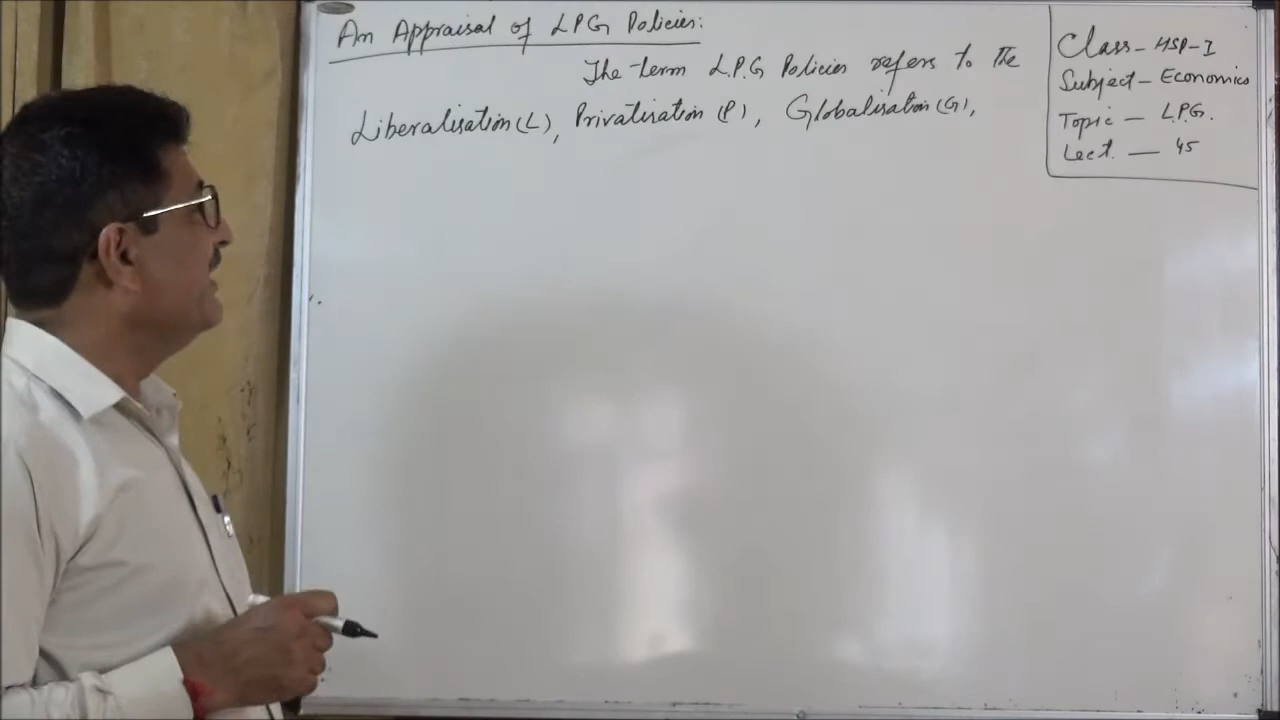 An Appraisal of LPG Policies:
The term L.P.G Policies refers to the
Liberalisation (L), Privatisation (P), Globalisation (G),
Class - HSP-I
Subject - Economics
Topic - L.P.G.
Lect. - 45